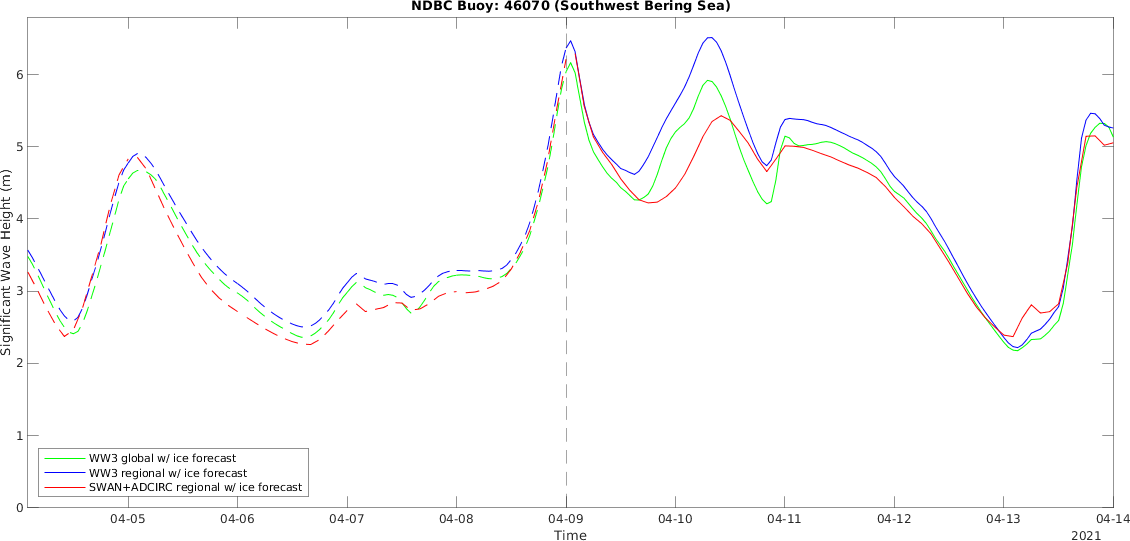 NDBC Buoy: 46070 (Southwest Bering Sea)
Significant Wave Height (m)
6
5
4
3
2
1
0
WW3 global w/ ice forecast
WW3 regional w/ ice forecast
SWAN+ADCIRC regional w/ ice forecast
04-05 04-06 04-07 04-08 04-09 04-10 04-11 04-12 04-13 04-14
Time
2021